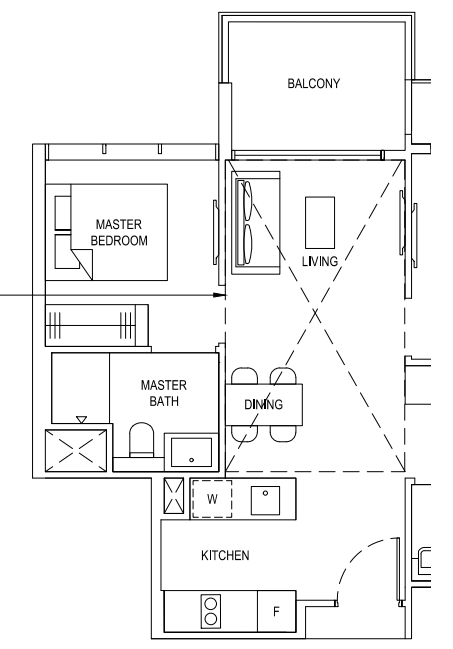 BALCONY
MASTER
BEDROOM
LIVING
MASTER
BATH
DINING
W
KITCHEN
F